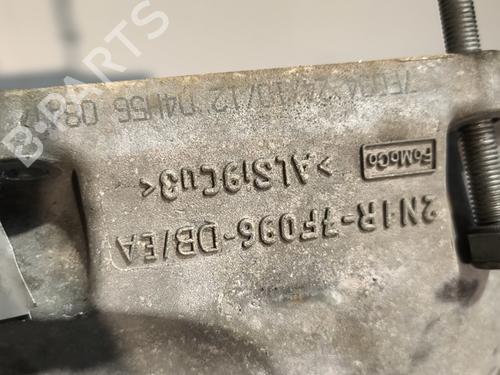 FoMoCo
>ALSi9Cu3<
2N1R-7F096-DB/EA
B-PARTS